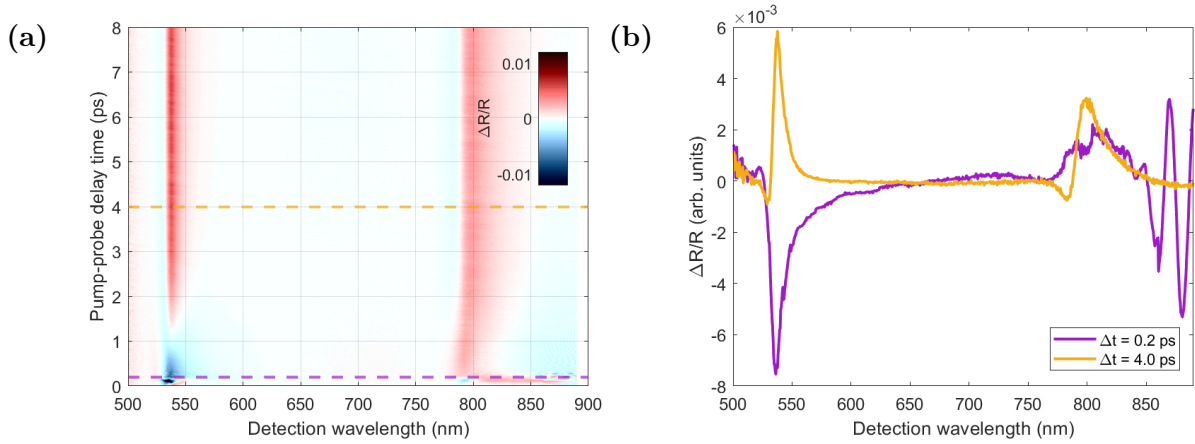 (a)
Pump-probe delay time (ps)
8
7
6
5
4
3
2
1
0
500 550 600 650 700 750 800 850 900
Detection wavelength (nm)
ΔR/R
0.01
0
-0.01
(b)
×10⁻³
ΔR/R (arb. units)
6
4
2
0
-2
-4
-6
-8
500 550 600 650 700 750 800 850
Detection wavelength (nm)
Δt = 0.2 ps
Δt = 4.0 ps